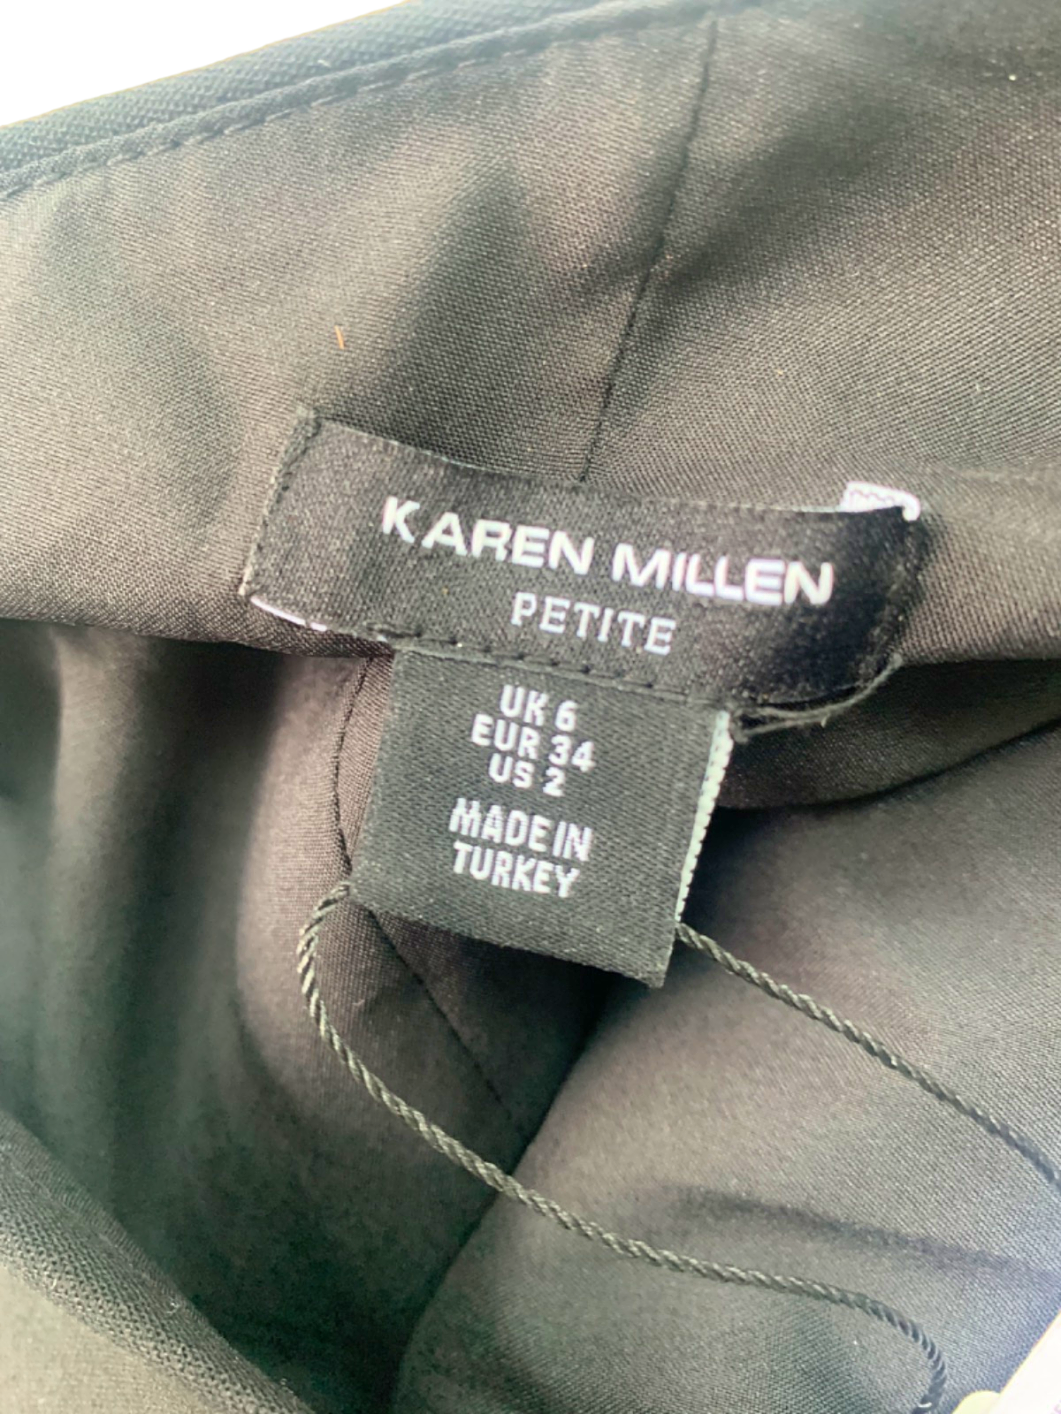 KAREN MILLEN
PETITE
UK 6
EUR 34
US 2
MADE IN
TURKEY